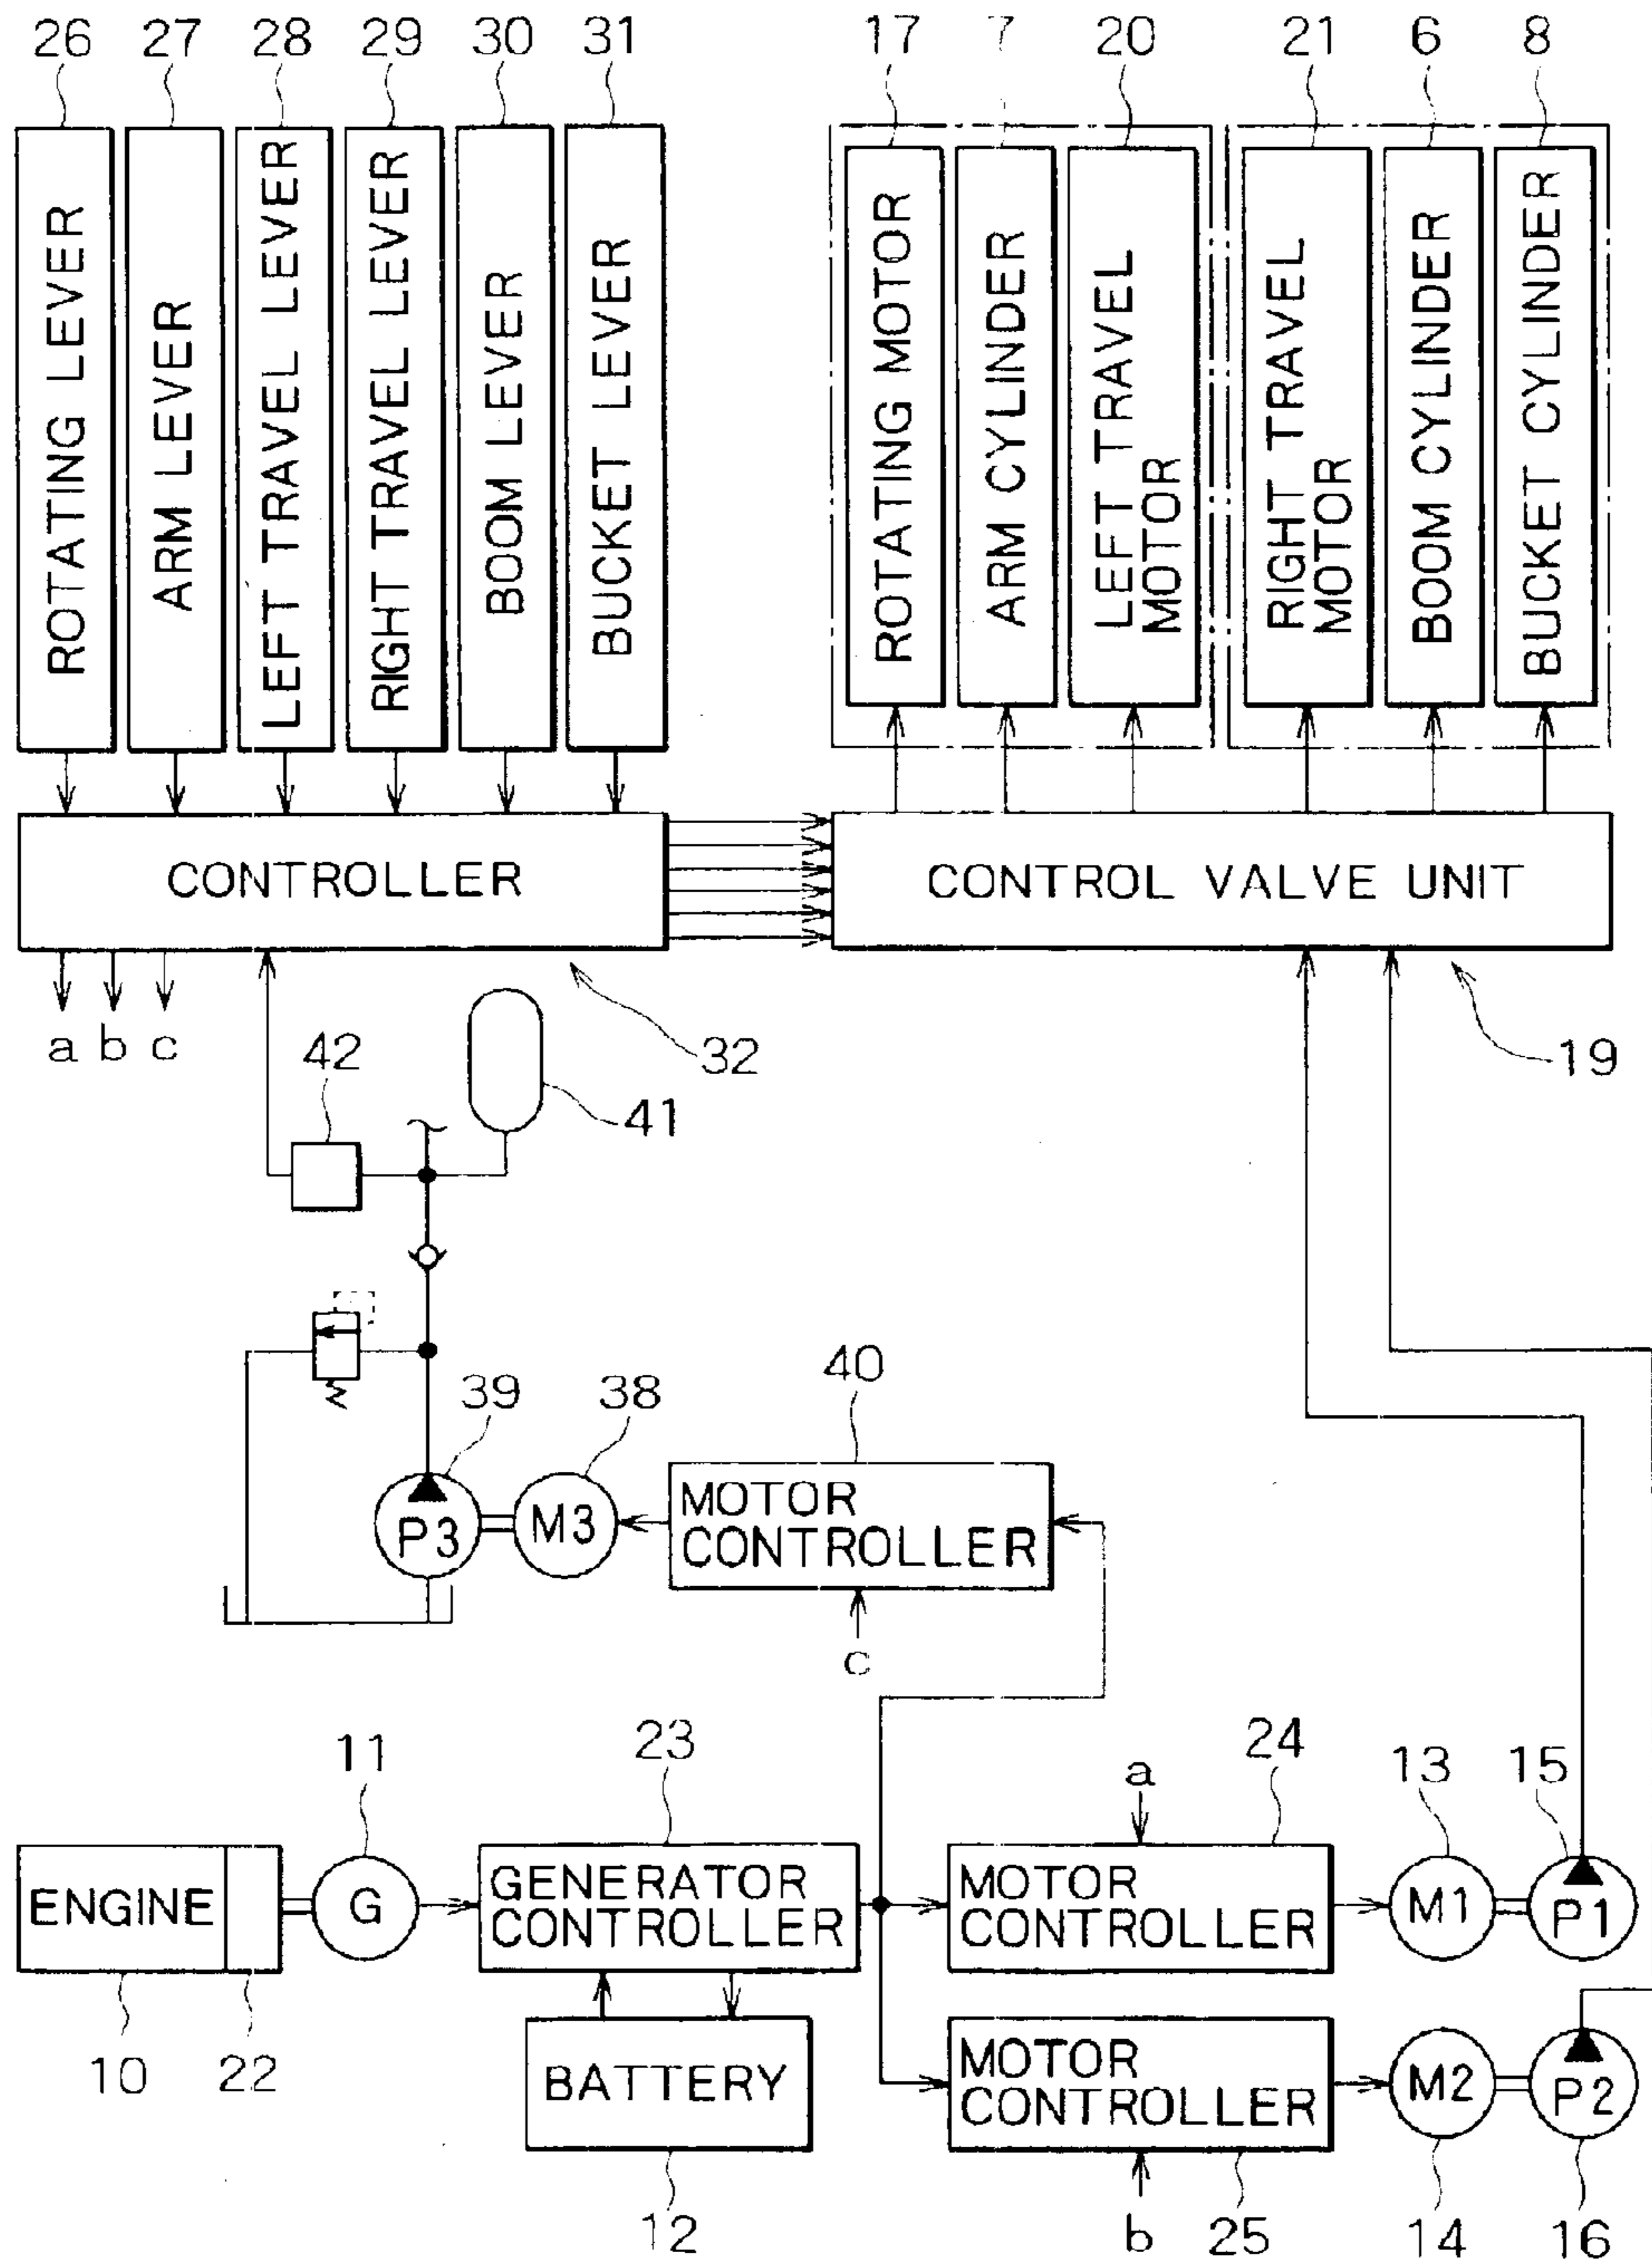 26 27 28 29 30 31 17 7 20 21 6 8
ROTATING LEVER
ARM LEVER
LEFT TRAVEL LEVER
RIGHT TRAVEL LEVER
BOOM LEVER
BUCKET LEVER
ROTATING MOTOR
ARM CYLINDER
LEFT TRAVEL
MOTOR
RIGHT TRAVEL
MOTOR
BOOM CYLINDER
BUCKET CYLINDER
CONTROLLER
CONTROL VALVE UNIT
a b c
42
32
19
41
40
39
38
P3
M3
MOTOR
CONTROLLER
c
11
23
a
24
13
15
ENGINE
G
GENERATOR
CONTROLLER
MOTOR
CONTROLLER
M1
P1
10
22
BATTERY
MOTOR
CONTROLLER
M2
P2
12
b
25
14
16